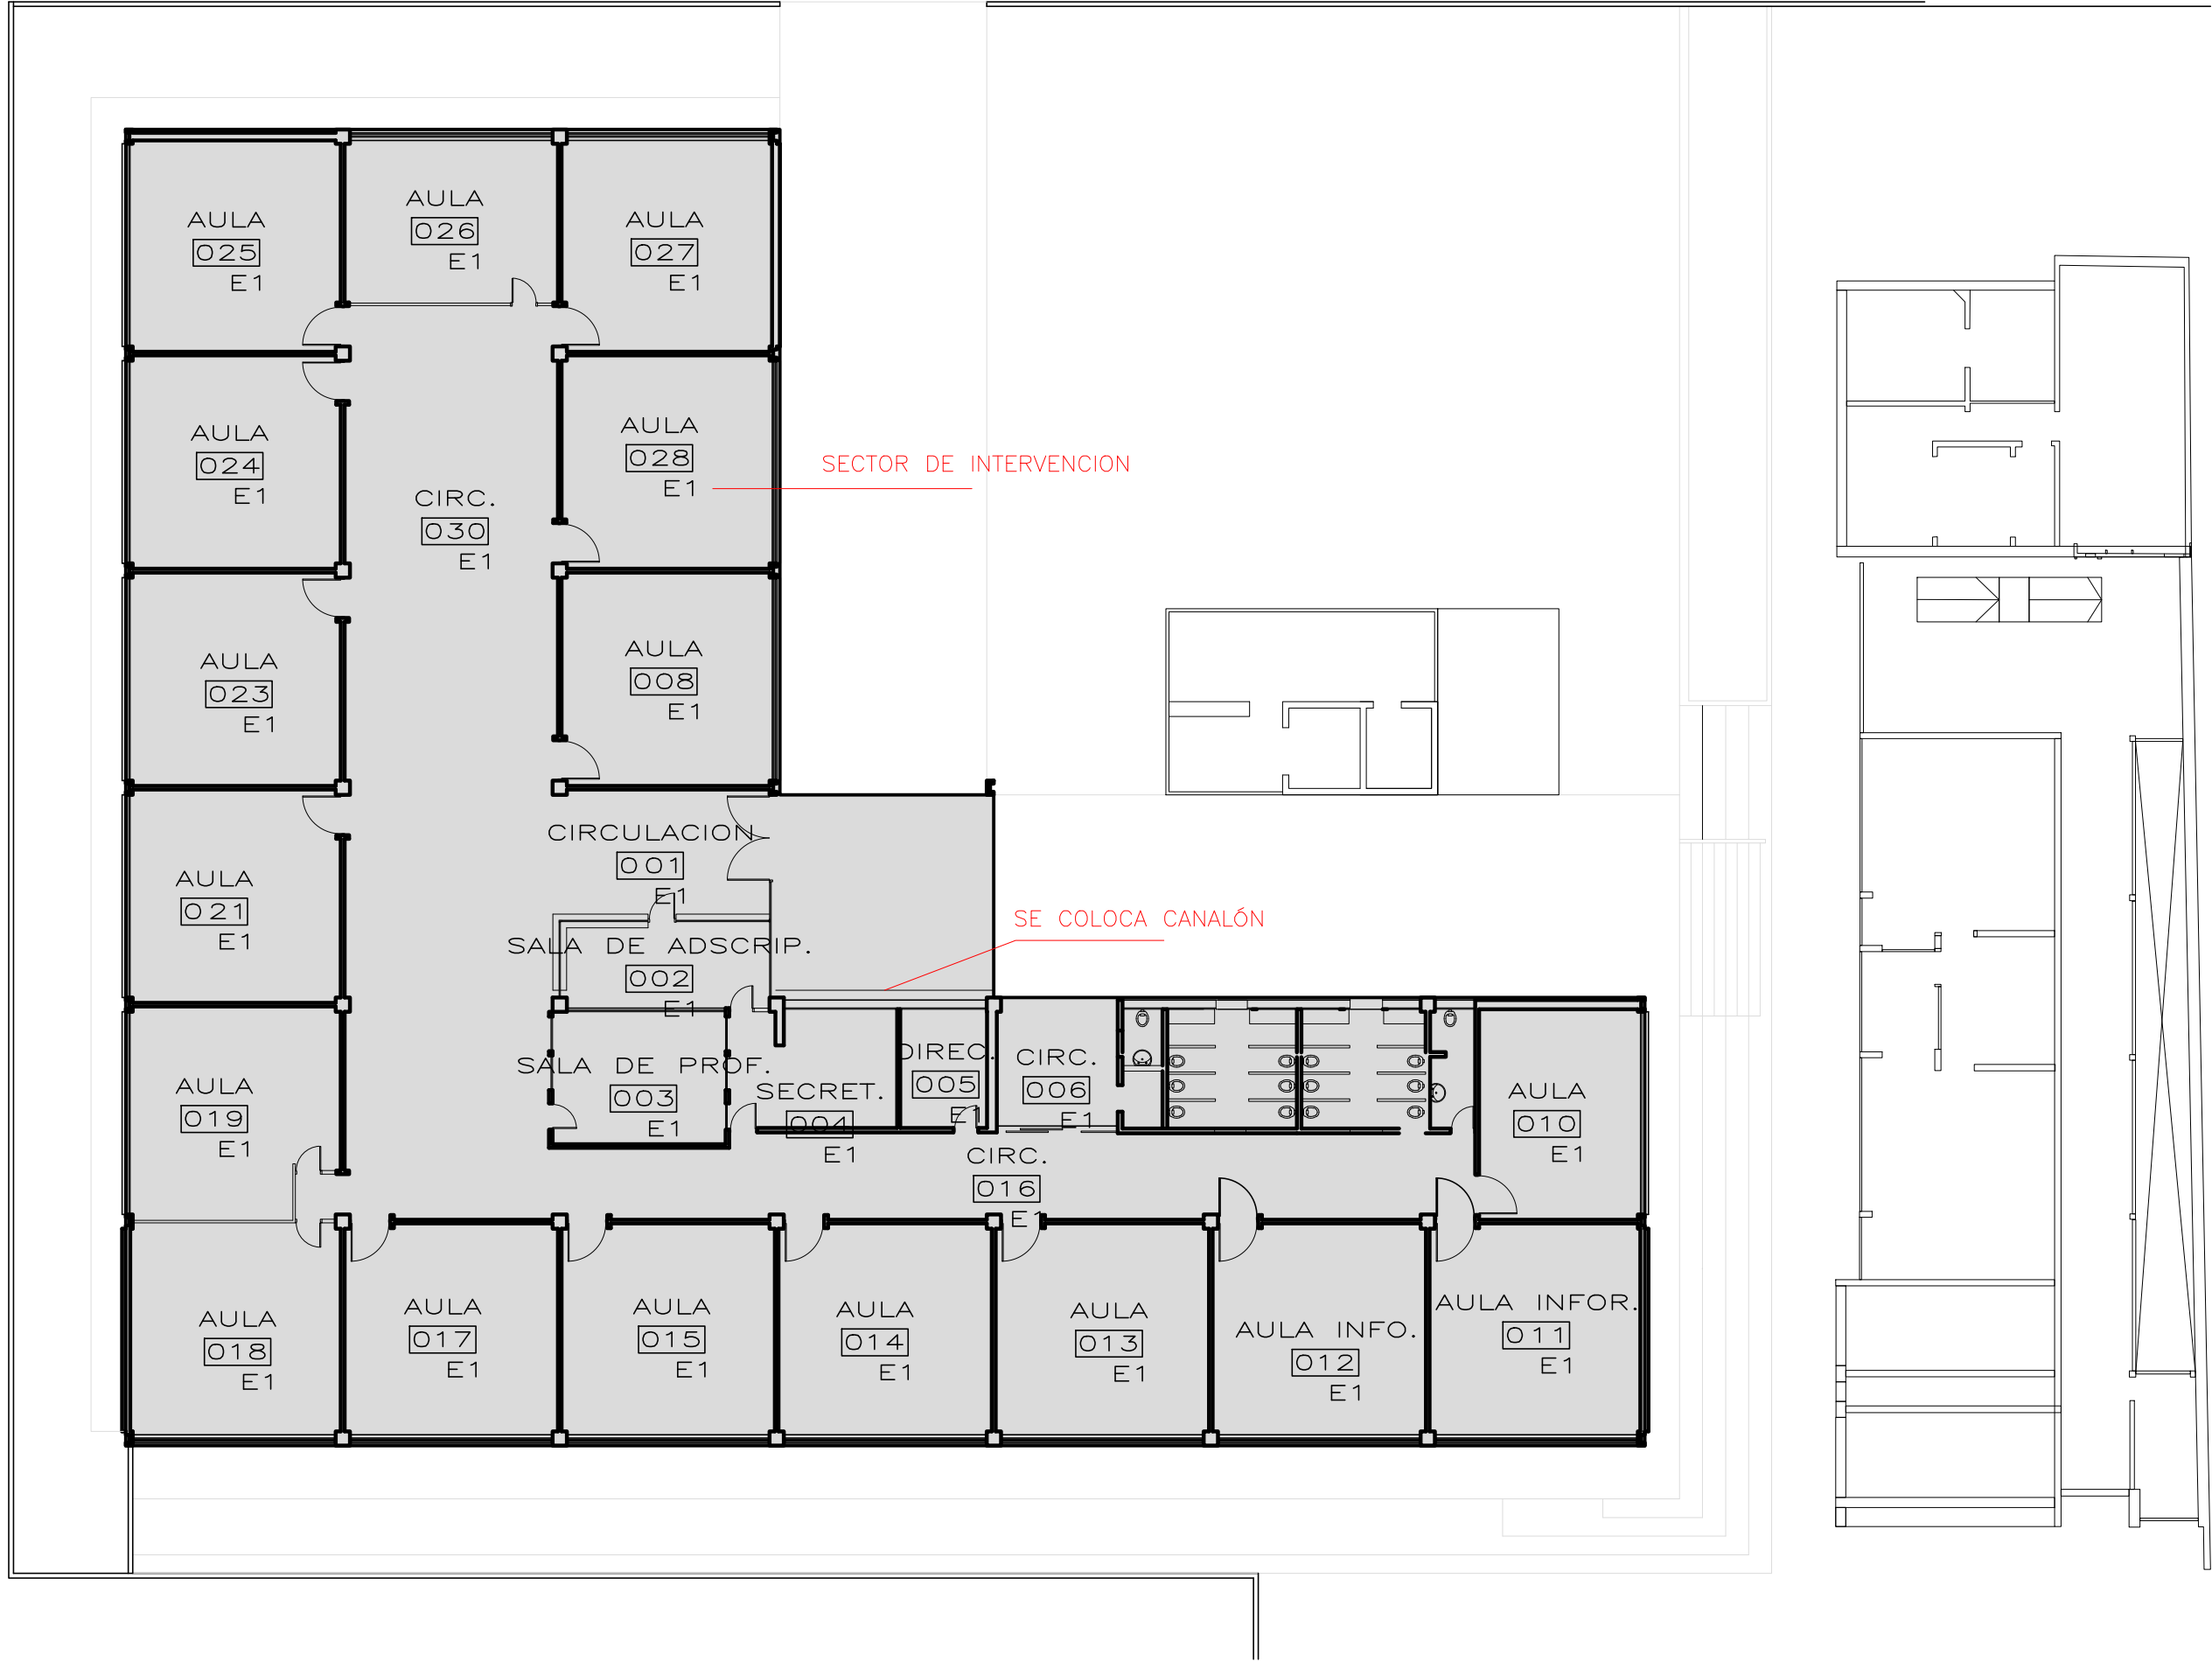 AULA
026
E1
AULA
025
E1
AULA
027
E1
AULA
028
E1
AULA
024
E1
SECTOR DE INTERVENCION
CIRC.
030
E1
AULA
023
E1
AULA
008
E1
CIRCULACION
001
E1
AULA
021
E1
SE COLOCA CANALÓN
SALA DE ADSCRIP.
002
E1
SALA DE PROF.
003
E1
SECRET.
004
E1
DIREC.
005
E1
CIRC.
006
E1
AULA
019
E1
AULA
010
E1
CIRC.
016
E1
AULA
018
E1
AULA
017
E1
AULA
015
E1
AULA
014
E1
AULA
013
E1
AULA INFO.
012
E1
AULA INFOR.
011
E1